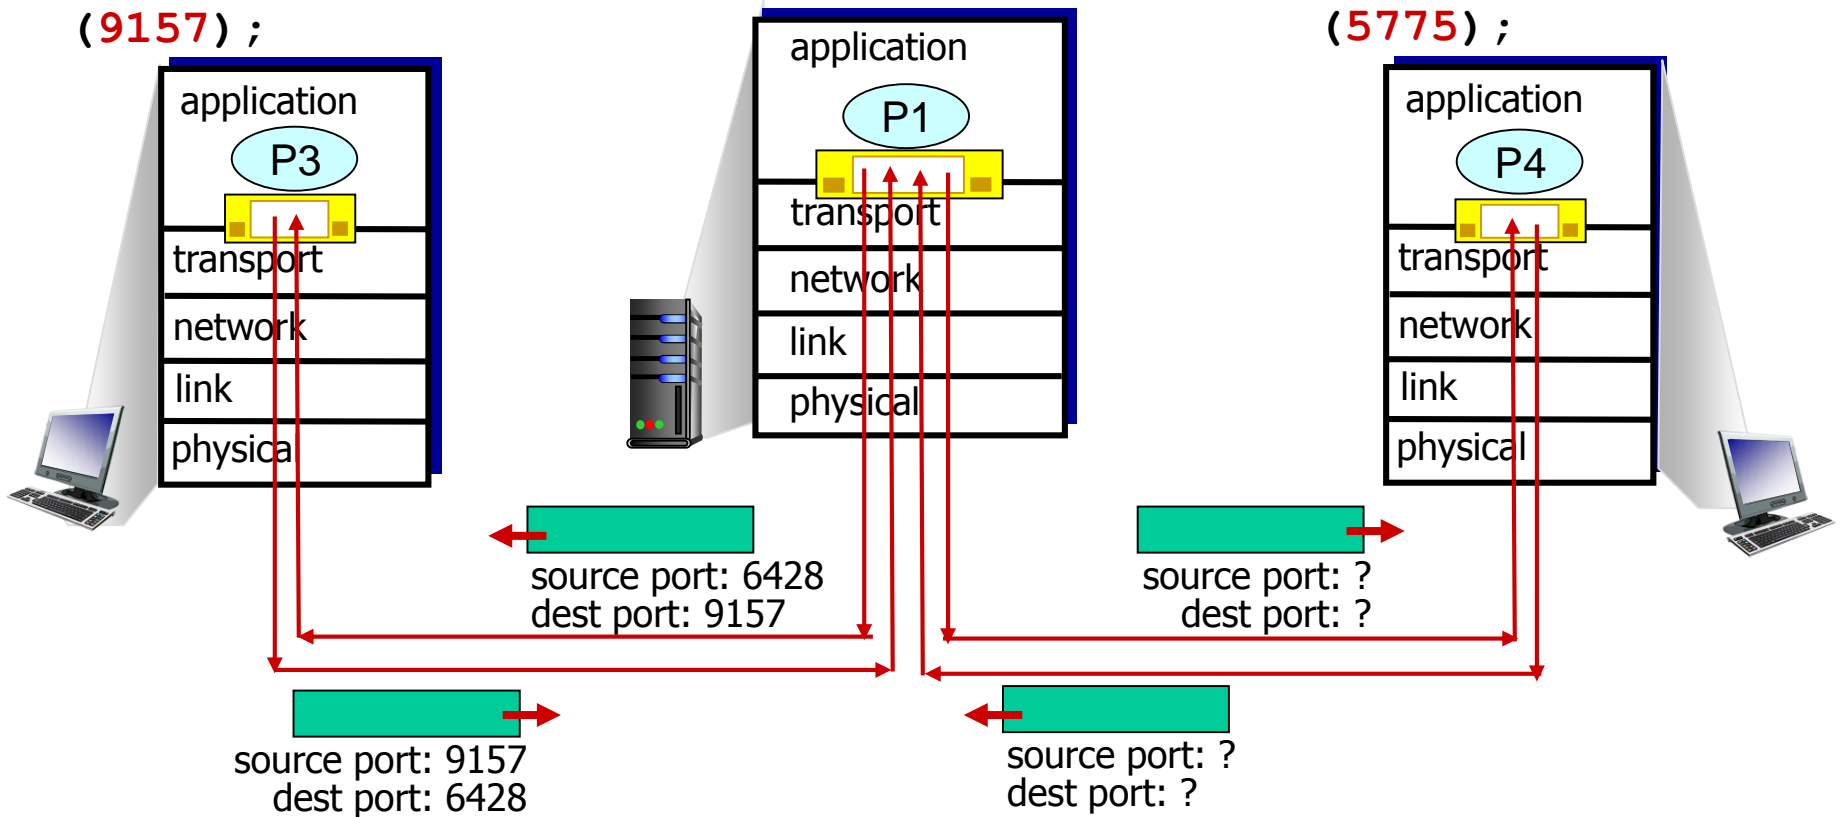 (9157);
application
P3
transport
network
link
physical
application
P1
transport
network
link
physical
(5775);
application
P4
transport
network
link
physical
source port: 6428
dest port: 9157
source port: ?
dest port: ?
source port: 9157
dest port: 6428
source port: ?
dest port: ?